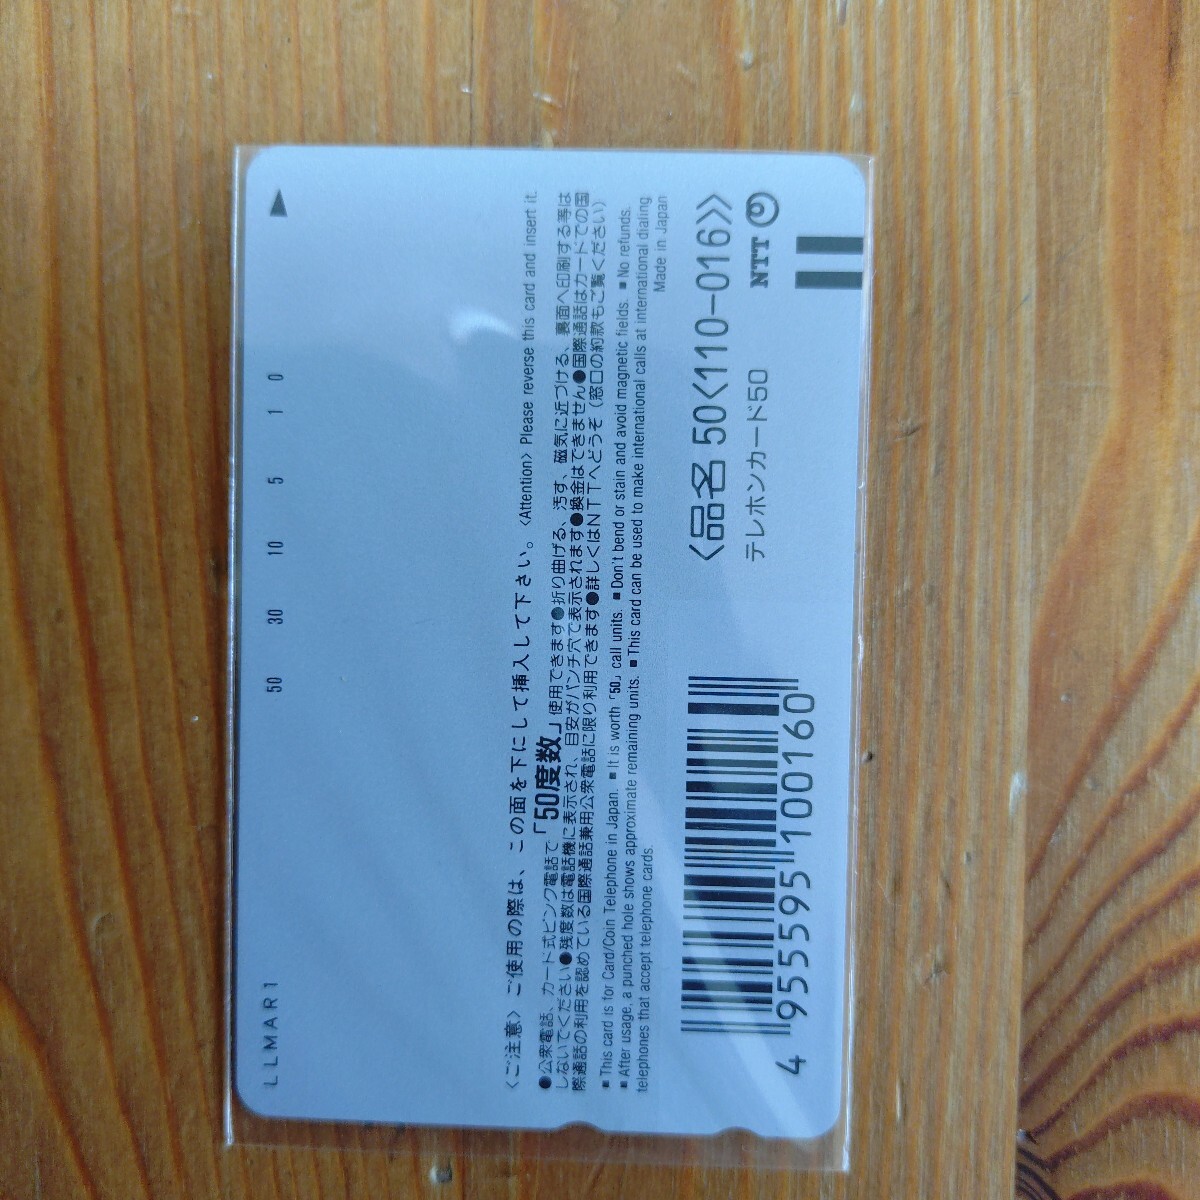 LLMAR1
50 30 10 5 1 0
〈ご注意〉ご使用の際は、この面を下にして挿入して下さい。〈Attention〉Please reverse this card and insert it.
●公衆電話、カード式ピンク電話で「50度数」使用できます●折り曲げる、汚す、磁気に近づける、裏面へ印刷する等は
しないでください●残度数は電話機に表示され、目安がパンチ穴で表示されます●換金はできません●国際通話はカードでの国
際通話の利用を認めている国際通話兼用公衆電話に限り利用できます●詳しくはNTTへどうぞ(窓口の約款もご覧ください)
■This card is for Card/Coin Telephone in Japan. ■It is worth「50」call units. ■Don't bend or stain and avoid magnetic fields. ■No refunds.
■After usage, a punched hole shows approximate remaining units. ■This card can be used to make international calls at international dialing
telephones that accept telephone cards. Made in Japan
〈品名 50〈110-016〉〉
テレホンカード50
NTT
4 955595 100160